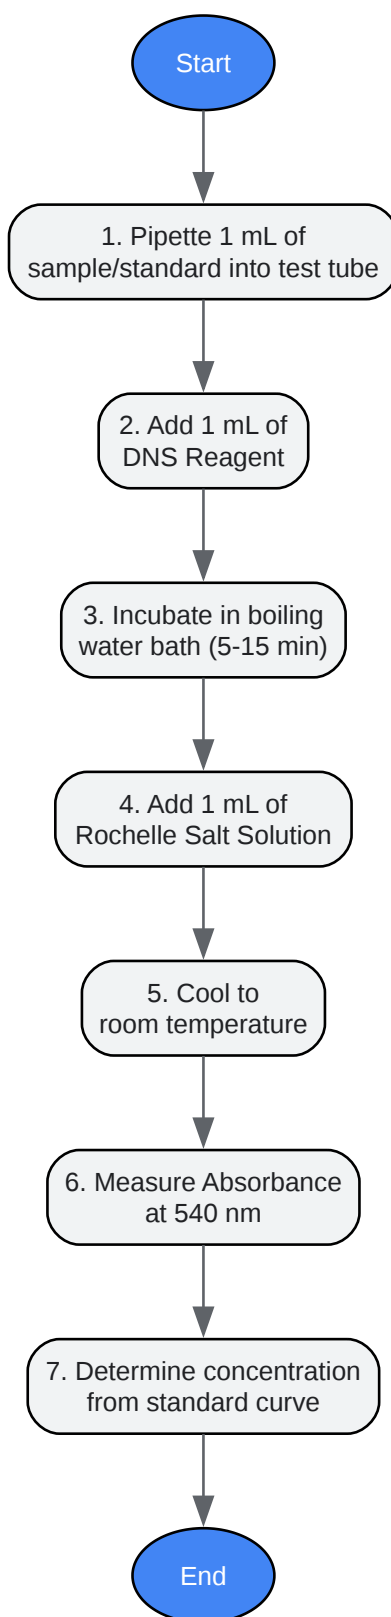 Start
1. Pipette 1 mL of
sample/standard into test tube
2. Add 1 mL of
DNS Reagent
3. Incubate in boiling
water bath (5-15 min)
4. Add 1 mL of
Rochelle Salt Solution
5. Cool to
room temperature
6. Measure Absorbance
at 540 nm
7. Determine concentration
from standard curve
End